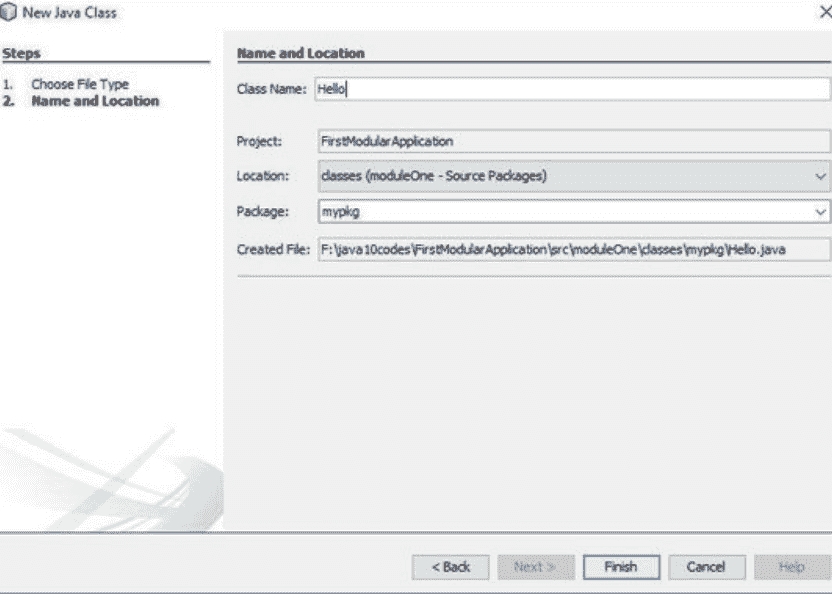 New Java Class
Steps
1. Choose File Type
2. Name and Location
Name and Location
Class Name: Hello
Project: FirstModularApplication
Location: classes (moduleOne - Source Packages)
Package: mypkg
Created File: F:\java10codes\FirstModularApplication\src\moduleOne\classes\mypkg\Hello.java
< Back Next > Finish Cancel Help